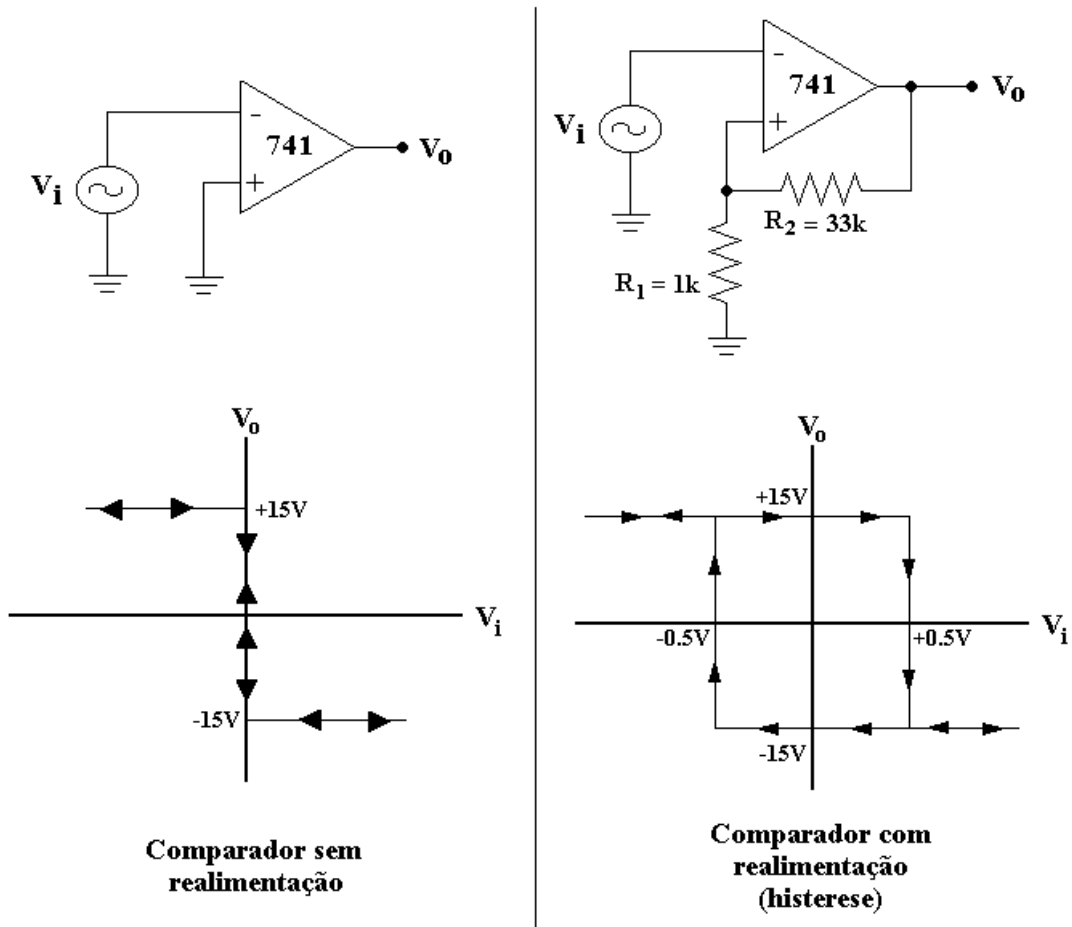 -
741
+
Vi
Vo
-
741
+
Vi
Vo
R2 = 33k
R1 = 1k
Vo
+15V
Vi
-15V
Vo
+15V
-0.5V
+0.5V
Vi
-15V
Comparador sem
realimentação
Comparador com
realimentação
(histerese)